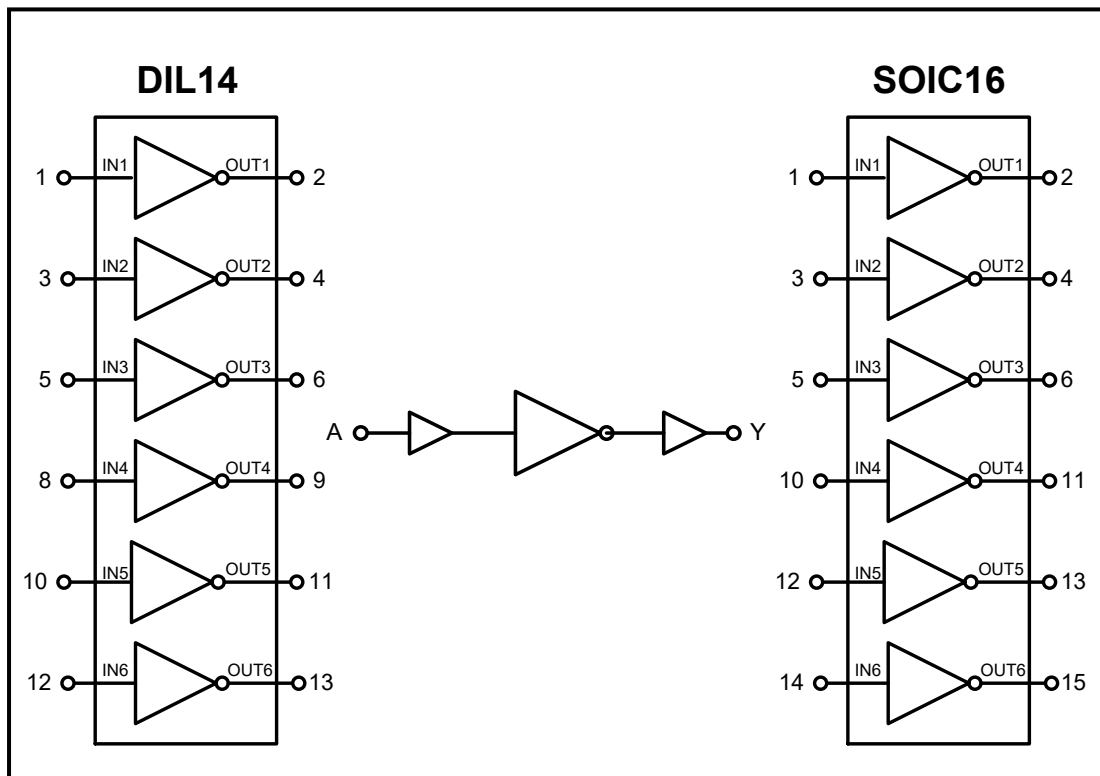 DIL14
SOIC16
1 IN1 OUT1 2
3 IN2 OUT2 4
5 IN3 OUT3 6
8 IN4 OUT4 9
10 IN5 OUT5 11
12 IN6 OUT6 13
A Y
1 IN1 OUT1 2
3 IN2 OUT2 4
5 IN3 OUT3 6
10 IN4 OUT4 11
12 IN5 OUT5 13
14 IN6 OUT6 15